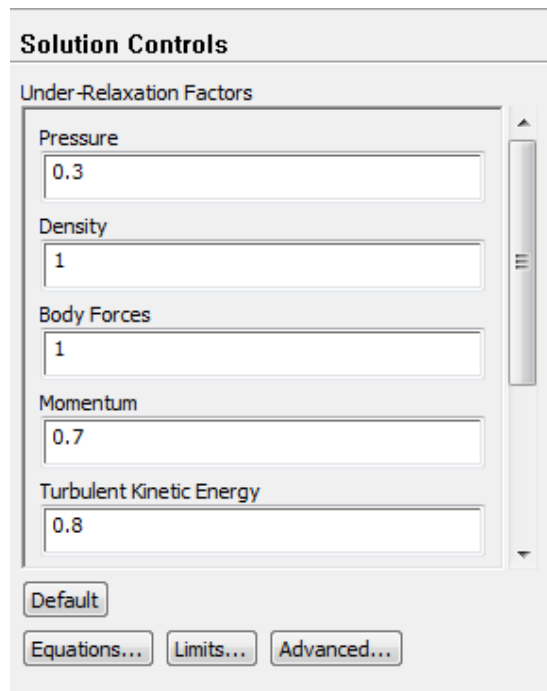 Solution Controls
Under-Relaxation Factors
Pressure
0.3
Density
1
Body Forces
1
Momentum
0.7
Turbulent Kinetic Energy
0.8
Default
Equations... Limits... Advanced...